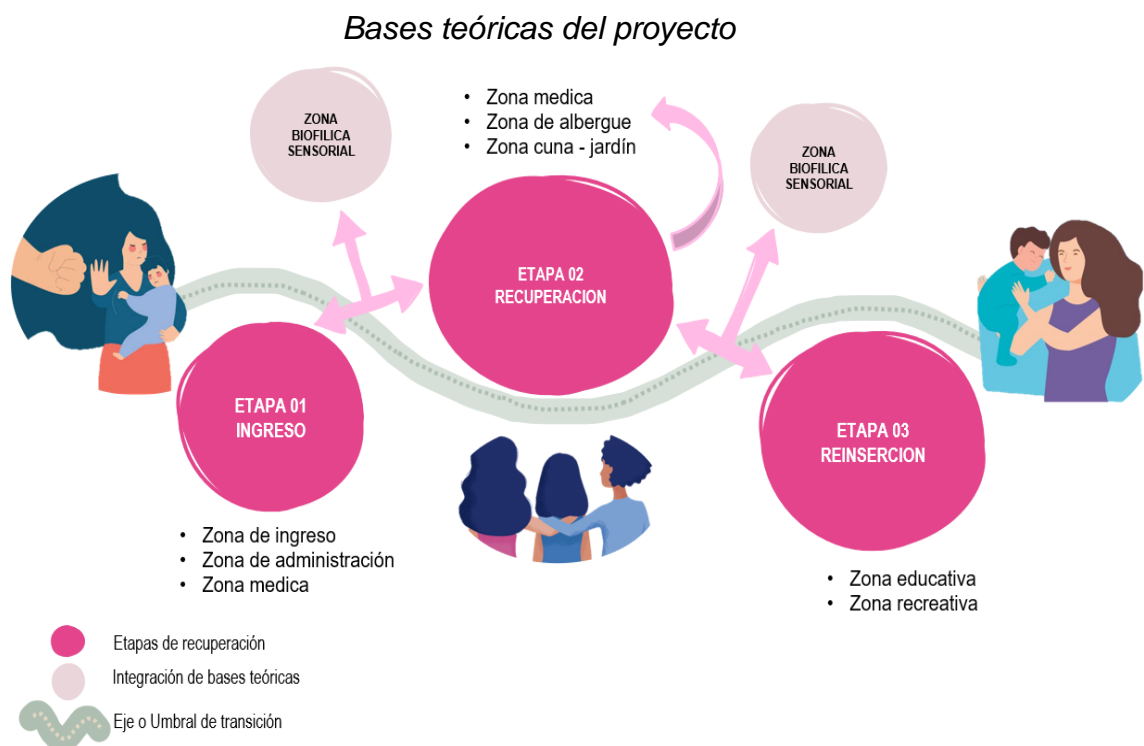 Bases teóricas del proyecto
ZONA
BIOFILICA
SENSORIAL
• Zona medica
• Zona de albergue
• Zona cuna - jardín
ZONA
BIOFILICA
SENSORIAL
ETAPA 02
RECUPERACION
ETAPA 01
INGRESO
ETAPA 03
REINSERCION
• Zona de ingreso
• Zona de administración
• Zona medica
• Zona educativa
• Zona recreativa
Etapas de recuperación
Integración de bases teóricas
Eje o Umbral de transición